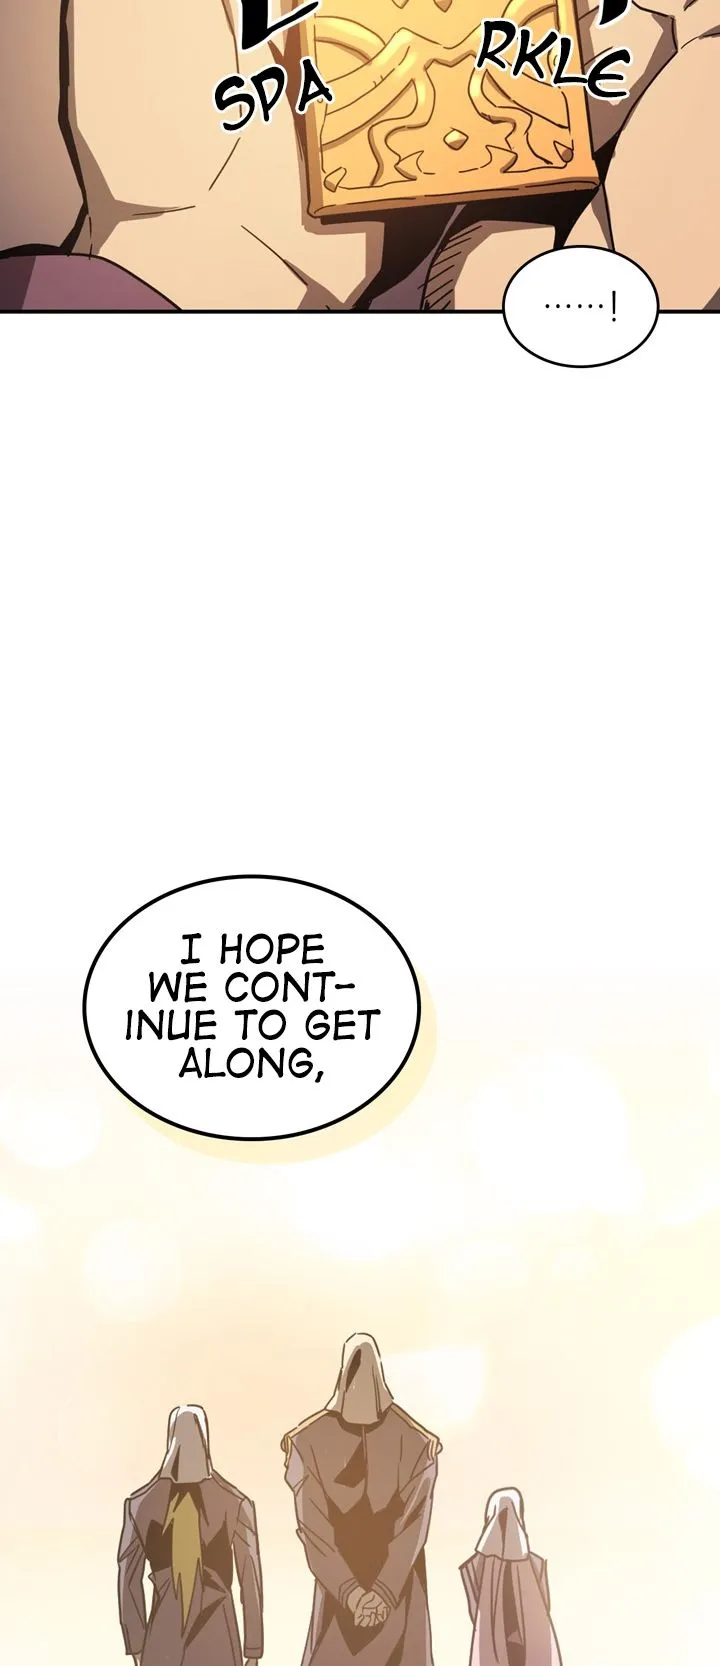 SPA RKLE
……!
I HOPE
WE CONT-
INUE TO GET
ALONG,